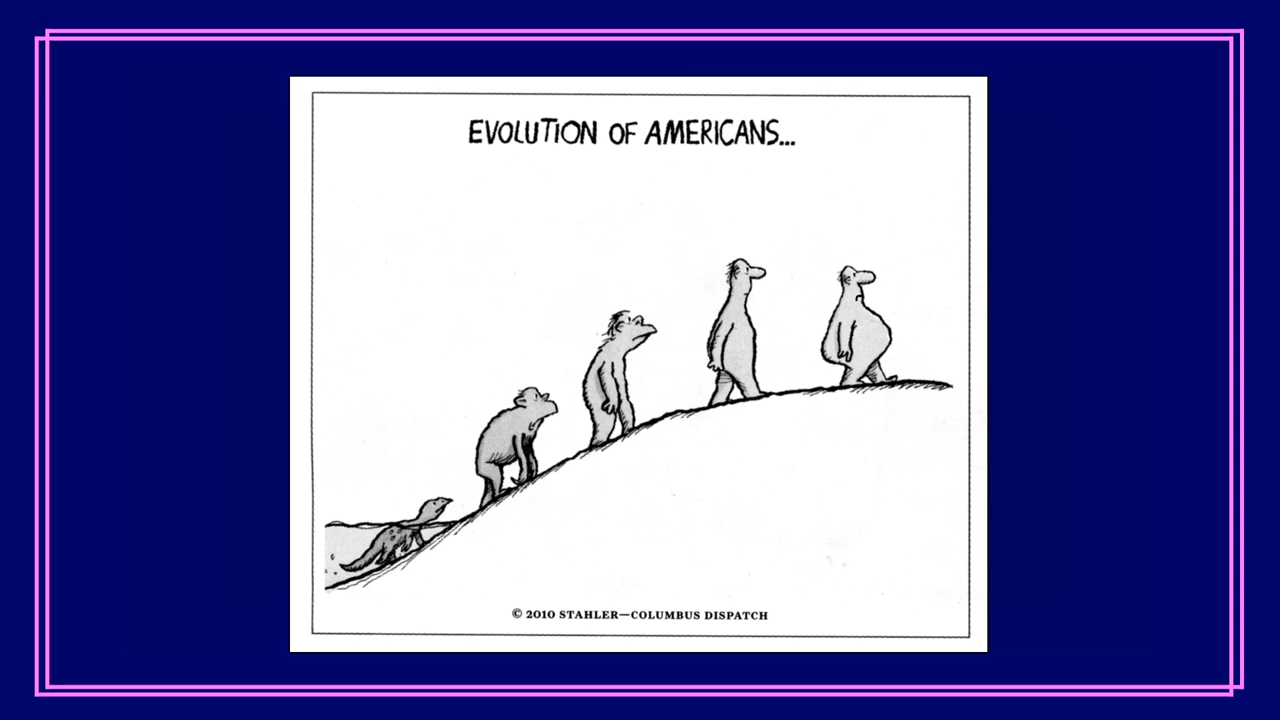 EVOLUTION OF AMERICANS...
© 2010 STAHLER—COLUMBUS DISPATCH